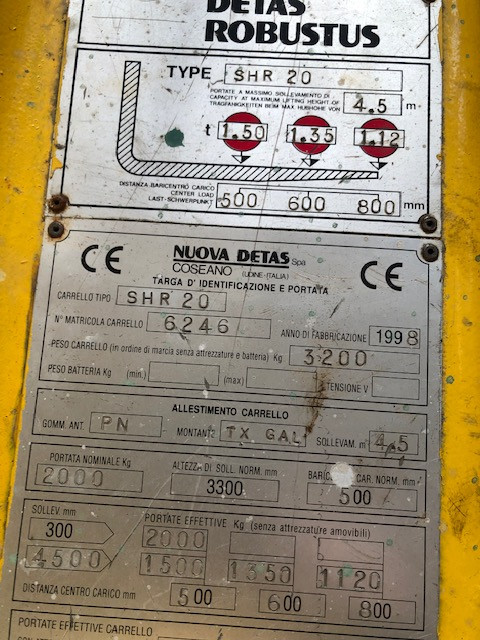 DETAS
ROBUSTUS
TYPE SHR 20
PORTATE A MASSIMO SOLLEVAMENTO DI
CAPACITY AT MAXIMUM LIFTING HEIGHT OF 4.5 m
TRAGFÄHIGKEITEN BEIM MAX HUBHÖHE VON
t 1.50 1.35 1.12
DISTANZA BARICENTRO CARICO
CENTER LOAD 500 600 800 mm
LAST-SCHWERPUNKT
CE NUOVA DETAS SpA CE
COSEANO (UDINE-ITALIA)
TARGA D' IDENTIFICAZIONE E PORTATA
CARRELLO TIPO SHR 20
N° MATRICOLA CARRELLO 6246 ANNO DI FABBRICAZIONE 1998
PESO CARRELLO (in ordine di marcia senza attrezzature e batteria) Kg 3200
PESO BATTERIA Kg (min.) (max) TENSIONE V
ALLESTIMENTO CARRELLO
GOMM. ANT. PN MONTANTE TX GAL SOLLEVAM. m 4.5
PORTATA NOMINALE Kg ALTEZZA DI SOLL. NORM. mm CAR. NORM. mm
2000 3300 500
SOLLEV. mm PORTATE EFFETTIVE Kg (senza attrezzature amovibili)
300 2000
4500 1500 1350 1120
DISTANZA CENTRO CARICO mm 500 600 800
PORTATE EFFETTIVE CARRELLO